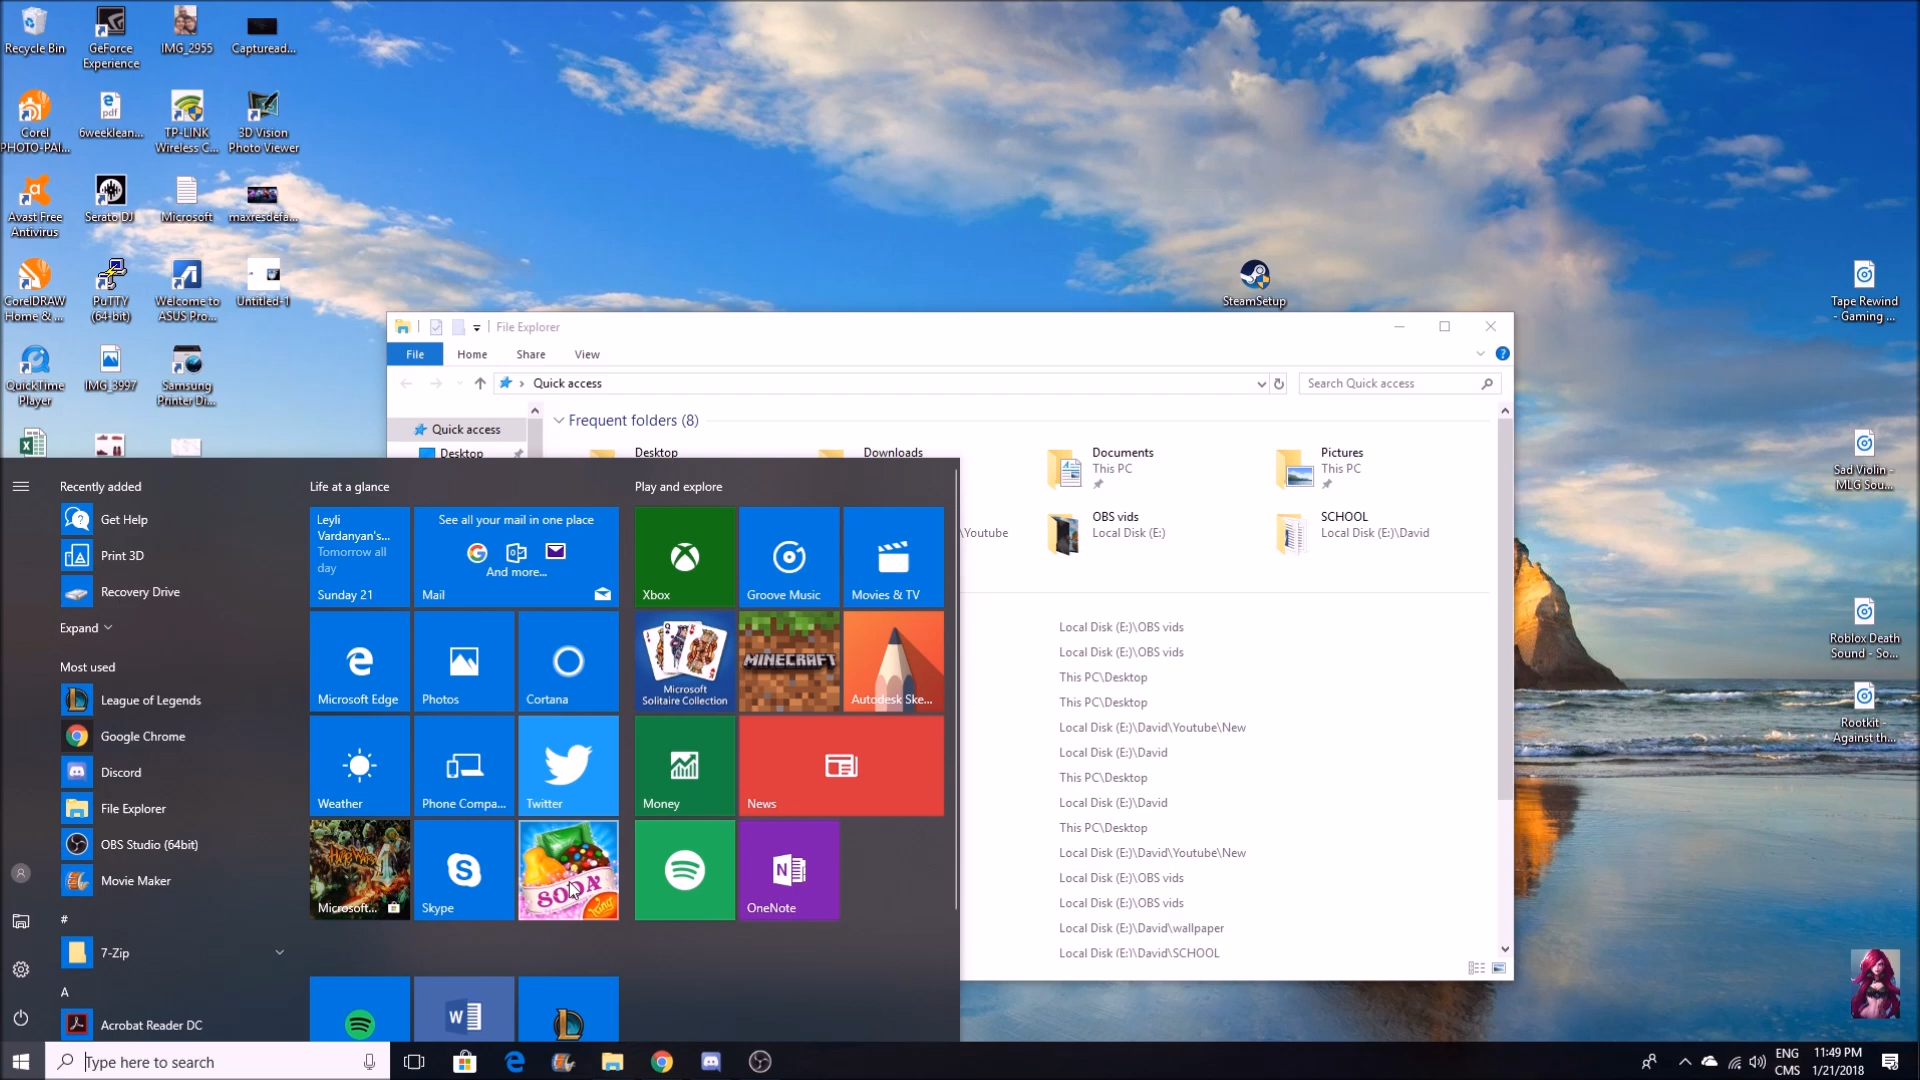 Recycle Bin
GeForce
Experience
IMG_2955
Capturead...
Corel
PHOTO-PAI...
6weeklean...
TP-LINK
Wireless C...
3D Vision
Photo Viewer
Avast Free
Antivirus
Serato DJ
Microsoft
maxresdefa...
CorelDRAW
Home & ...
PuTTY
(64-bit)
Welcome to
ASUS Pro...
Untitled-1
QuickTime
Player
IMG_3997
Samsung
Printer Di...
SteamSetup
Tape Rewind
- Gaming ...
Sad Violin -
MLG Sou...
Roblox Death
Sound - So...
Rootkit -
Against th...
File Explorer
File
Home
Share
View
Quick access
Search Quick access
Quick access
Desktop
Frequent folders (8)
Desktop
Downloads
Documents
This PC
Pictures
This PC
\Youtube
OBS vids
Local Disk (E:)
SCHOOL
Local Disk (E:)\David
Local Disk (E:)\OBS vids
Local Disk (E:)\OBS vids
This PC\Desktop
This PC\Desktop
Local Disk (E:)\David\Youtube\New
Local Disk (E:)\David
This PC\Desktop
Local Disk (E:)\David
This PC\Desktop
Local Disk (E:)\David\Youtube\New
Local Disk (E:)\OBS vids
Local Disk (E:)\OBS vids
Local Disk (E:)\David\wallpaper
Local Disk (E:)\David\SCHOOL
Recently added
Get Help
Print 3D
Recovery Drive
Expand
Most used
League of Legends
Google Chrome
Discord
File Explorer
OBS Studio (64bit)
Movie Maker
#
7-Zip
A
Acrobat Reader DC
Life at a glance
Leyli
Vardanyan's...
Tomorrow all
day
Sunday 21
See all your mail in one place
And more...
Mail
Microsoft Edge
Photos
Cortana
Weather
Phone Compa...
Twitter
Microsoft...
Skype
SODA
King
Play and explore
Xbox
Groove Music
Movies & TV
Microsoft
Solitaire Collection
MINECRAFT
Autodesk Ske...
Money
News
OneNote
Type here to search
ENG
CMS
11:49 PM
1/21/2018